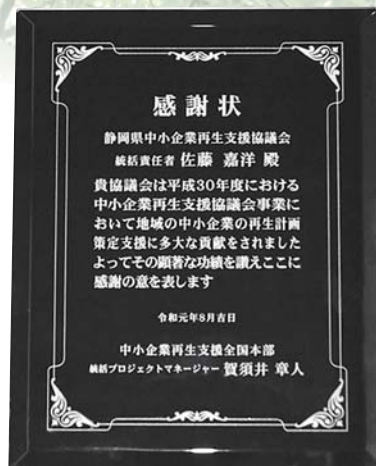 感謝状
静岡県中小企業再生支援協議会
統括責任者 佐藤 嘉洋 殿
貴協議会は平成30年度における
中小企業再生支援協議会事業に
おいて地域の中小企業の再生計画
策定支援に多大な貢献をされました
よってその顕著な功績を讃えここに
感謝の意を表します
令和元年8月吉日
中小企業再生支援全国本部
統括プロジェクトマネージャー 賀須井 章人